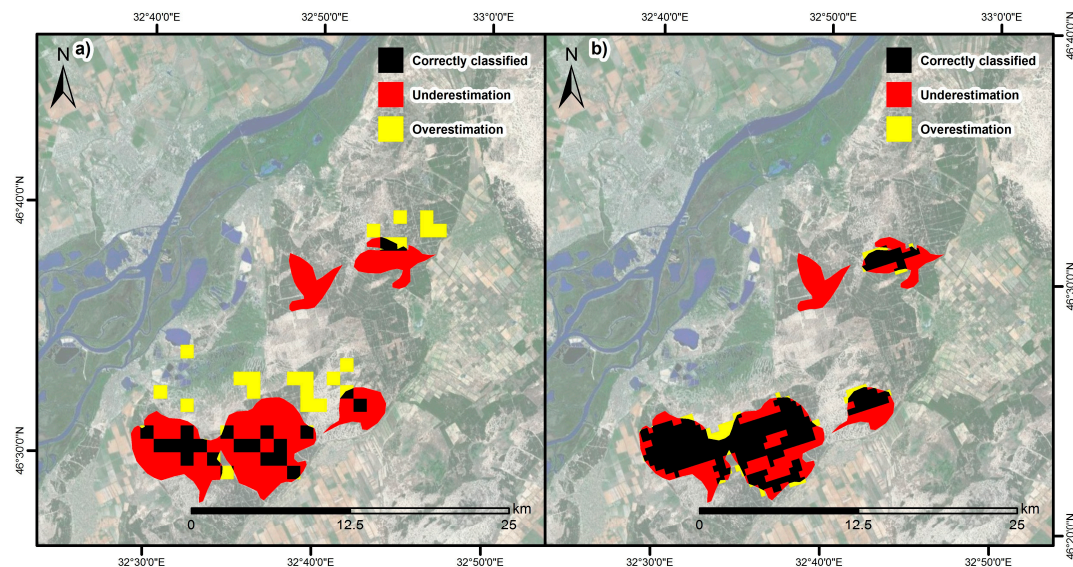 32°40'0"E 32°50'0"E 33°0'0"E 32°40'0"E 32°50'0"E 33°0'0"E
46°40'0"N
N a) Correctly classified
Underestimation
Overestimation
N b) Correctly classified
Underestimation
Overestimation
46°40'0"N
46°30'0"N
46°30'0"N
km
0 12.5 25
km
0 12.5 25
46°20'0"N
32°30'0"E 32°40'0"E 32°50'0"E 32°30'0"E 32°40'0"E 32°50'0"E